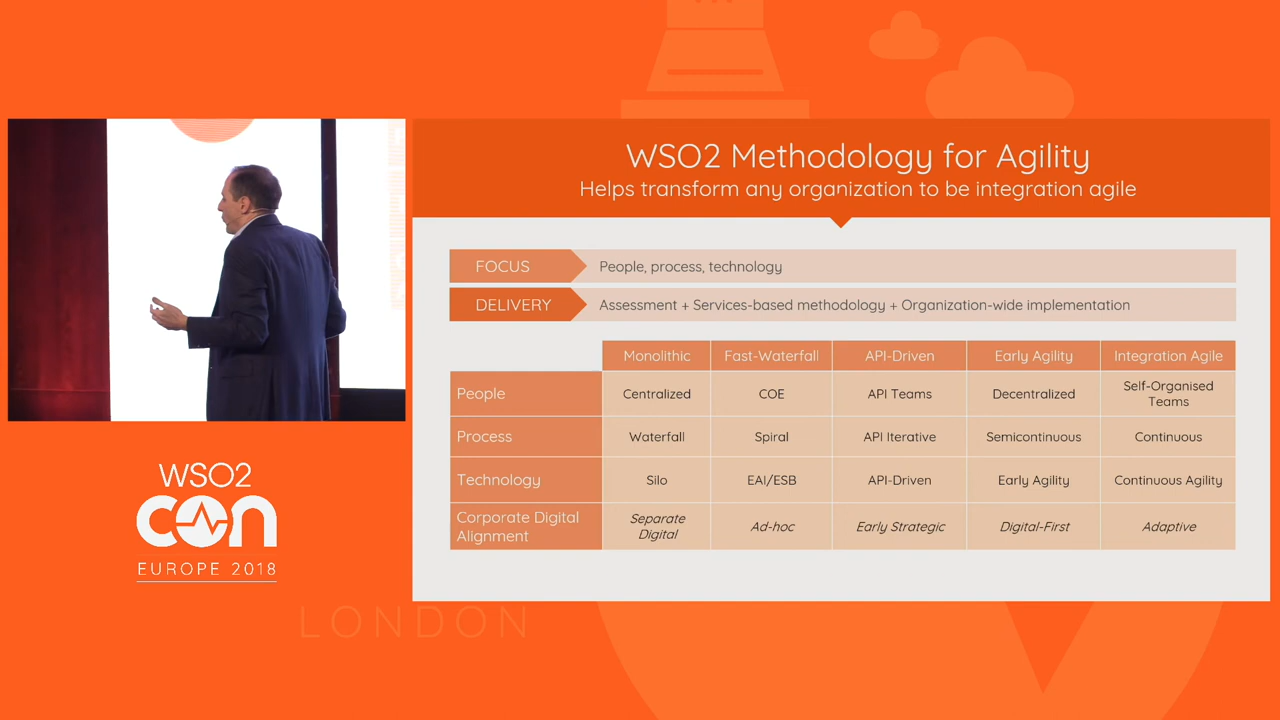 WSO2 Methodology for Agility
Helps transform any organization to be integration agile
FOCUS People, process, technology
DELIVERY Assessment + Services-based methodology + Organization-wide implementation
Monolithic Fast-Waterfall API-Driven Early Agility Integration Agile
People Centralized COE API Teams Decentralized Self-Organised Teams
Process Waterfall Spiral API Iterative Semicontinuous Continuous
Technology Silo EAI/ESB API-Driven Early Agility Continuous Agility
Corporate Digital Alignment Separate Digital Ad-hoc Early Strategic Digital-First Adaptive
WSO2
CON
EUROPE 2018
LONDON